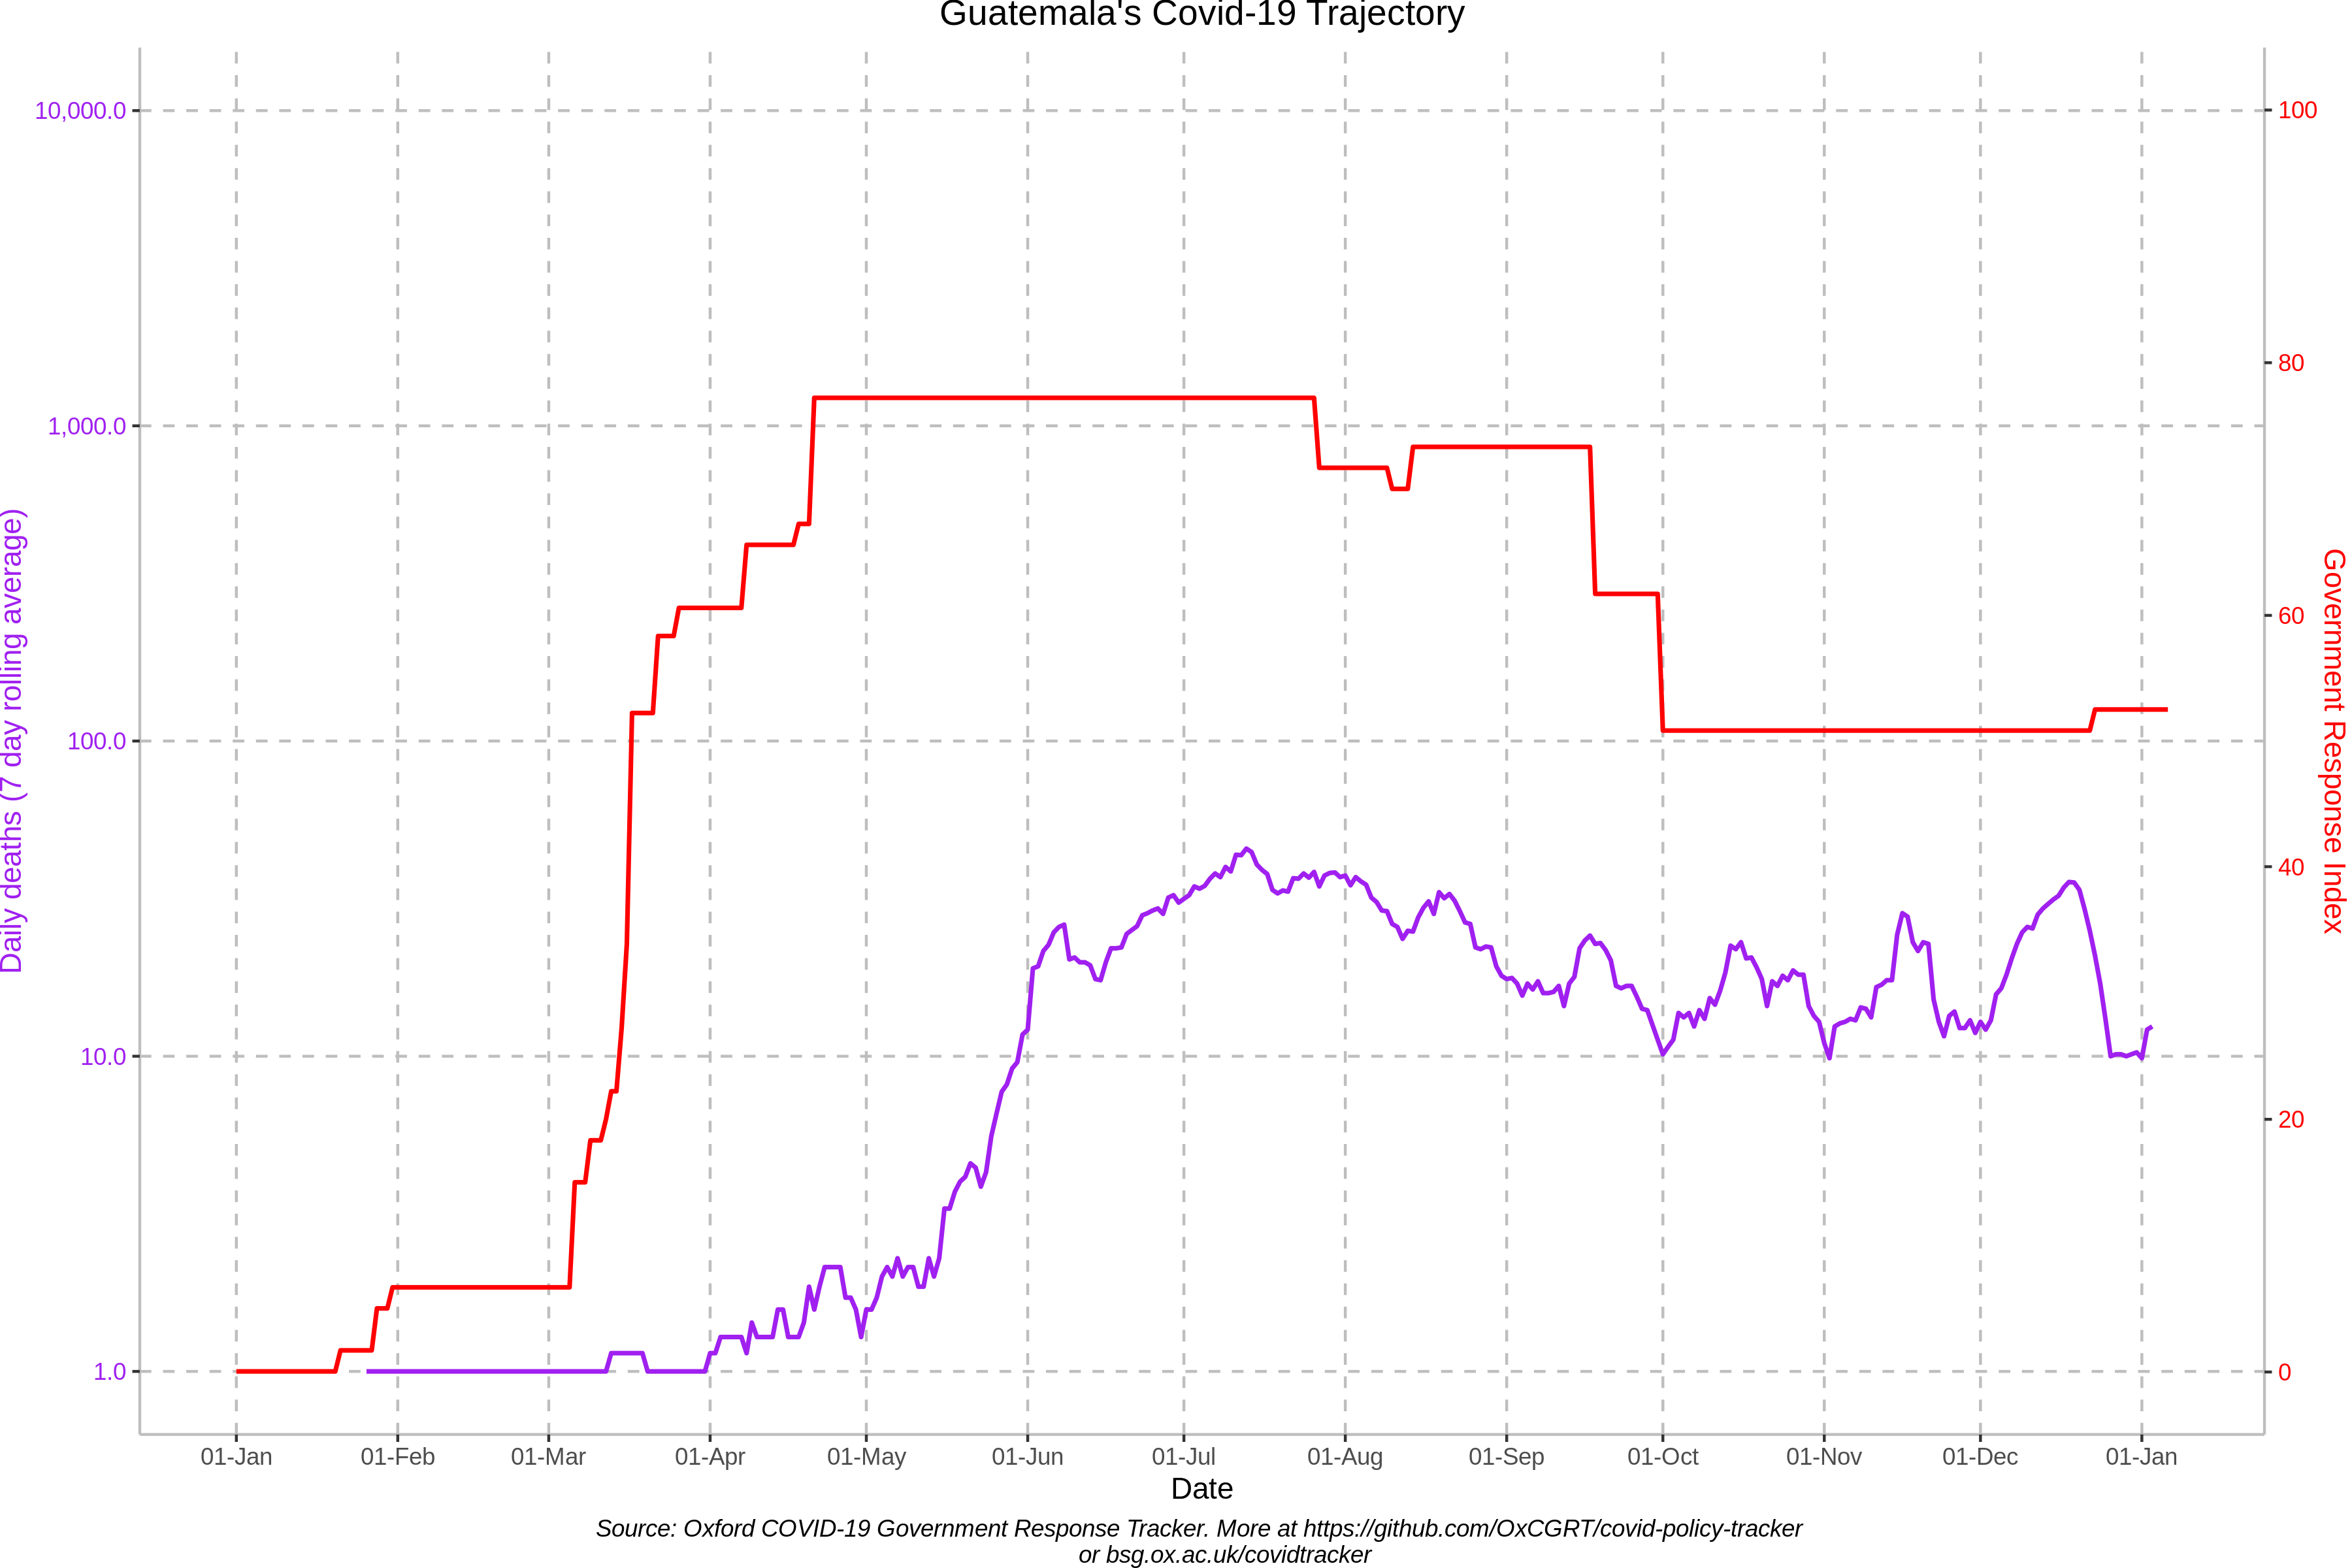 Guatemala's Covid-19 Trajectory
10,000.0
1,000.0
100.0
10.0
1.0
Daily deaths (7 day rolling average)
100
80
60
40
20
0
Government Response Index
01-Jan 01-Feb 01-Mar 01-Apr 01-May 01-Jun 01-Jul 01-Aug 01-Sep 01-Oct 01-Nov 01-Dec 01-Jan
Date
Source: Oxford COVID-19 Government Response Tracker. More at https://github.com/OxCGRT/covid-policy-tracker
or bsg.ox.ac.uk/covidtracker